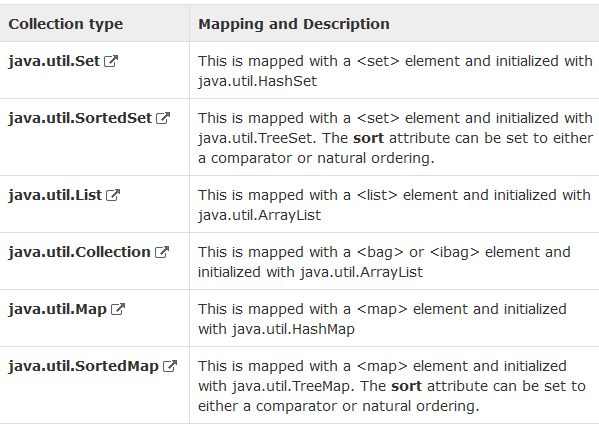 Collection type Mapping and Description
java.util.Set This is mapped with a <set> element and initialized with
java.util.HashSet
java.util.SortedSet This is mapped with a <set> element and initialized with
java.util.TreeSet. The sort attribute can be set to either
a comparator or natural ordering.
java.util.List This is mapped with a <list> element and initialized with
java.util.ArrayList
java.util.Collection This is mapped with a <bag> or <ibag> element and
initialized with java.util.ArrayList
java.util.Map This is mapped with a <map> element and initialized
with java.util.HashMap
java.util.SortedMap This is mapped with a <map> element and initialized
with java.util.TreeMap. The sort attribute can be set to
either a comparator or natural ordering.